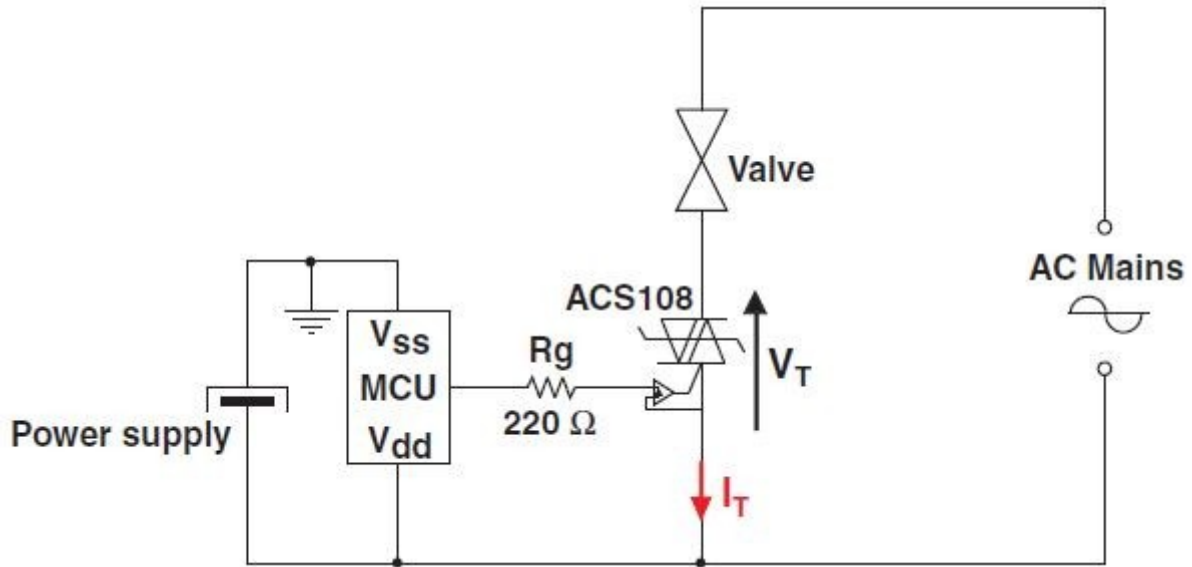 Valve
AC Mains
ACS108
VT
VSS
MCU
Vdd
Rg
220 Ω
Power supply
IT